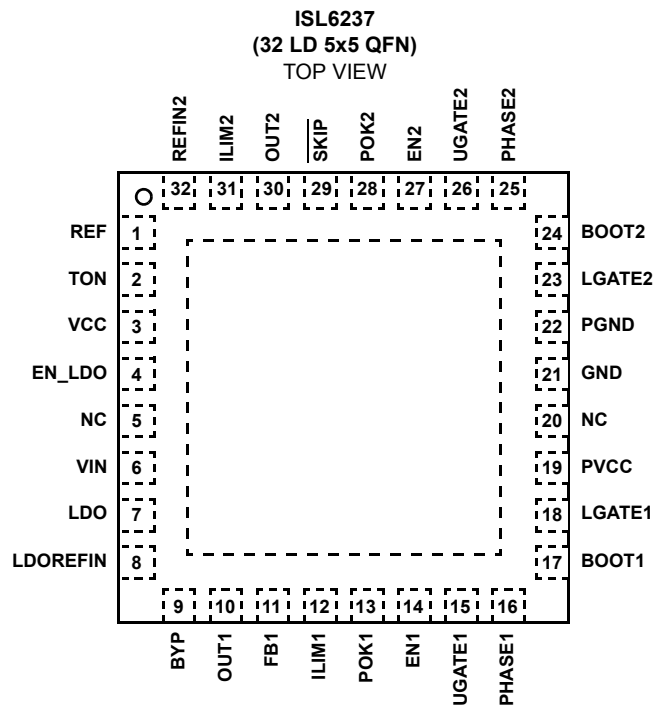 ISL6237
(32 LD 5x5 QFN)
TOP VIEW
REFIN2
ILIM2
OUT2
SKIP
POK2
EN2
UGATE2
PHASE2
32 31 30 29 28 27 26 25
REF 1
TON 2
VCC 3
EN_LDO 4
NC 5
VIN 6
LDO 7
LDOREFIN 8
24 BOOT2
23 LGATE2
22 PGND
21 GND
20 NC
19 PVCC
18 LGATE1
17 BOOT1
9 10 11 12 13 14 15 16
BYP
OUT1
FB1
ILIM1
POK1
EN1
UGATE1
PHASE1